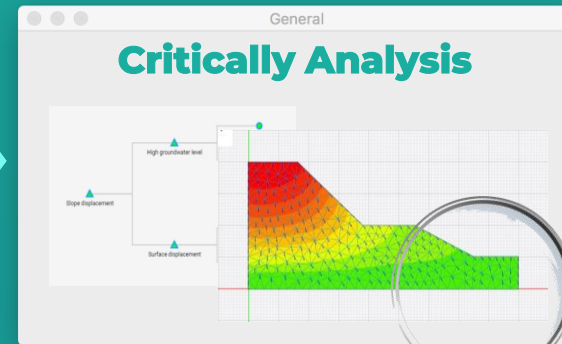 General
Critically Analysis
High groundwater level
Slope displacement
Surface displacement